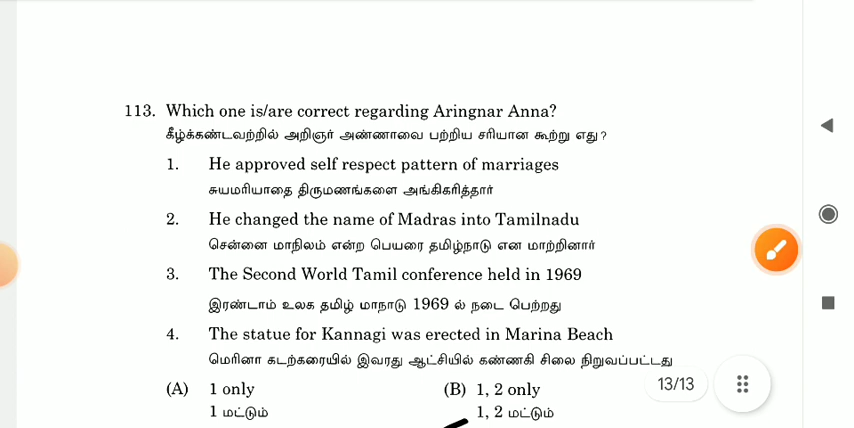 113. Which one is/are correct regarding Aringnar Anna?
கீழ்க்கண்டவற்றில் அறிஞர் அண்ணாவை பற்றிய சரியான கூற்று எது?
1. He approved self respect pattern of marriages
சுயமரியாதை திருமணங்களை அங்கிகரித்தார்
2. He changed the name of Madras into Tamilnadu
சென்னை மாநிலம் என்ற பெயரை தமிழ்நாடு என மாற்றினார்
3. The Second World Tamil conference held in 1969
இரண்டாம் உலக தமிழ் மாநாடு 1969 ல் நடை பெற்றது
4. The statue for Kannagi was erected in Marina Beach
மெரினா கடற்கரையில் இவரது ஆட்சியில் கண்ணகி சிலை நிறுவப்பட்டது
(A) 1 only (B) 1, 2 only 13/13
1 மட்டும் 1, 2 மட்டும்